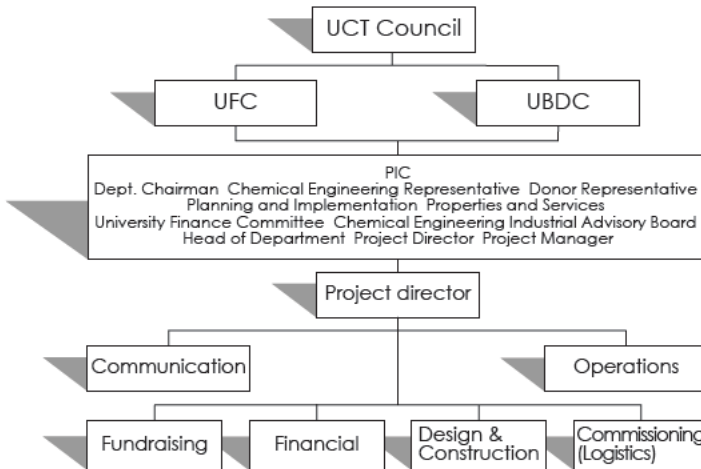 UCT Council
UFC
UBDC
PIC
Dept. Chairman Chemical Engineering Representative Donor Representative
Planning and Implementation Properties and Services
University Finance Committee Chemical Engineering Industrial Advisory Board
Head of Department Project Director Project Manager
Project director
Communication
Operations
Fundraising
Financial
Design &
Construction
Commissioning
(Logistics)